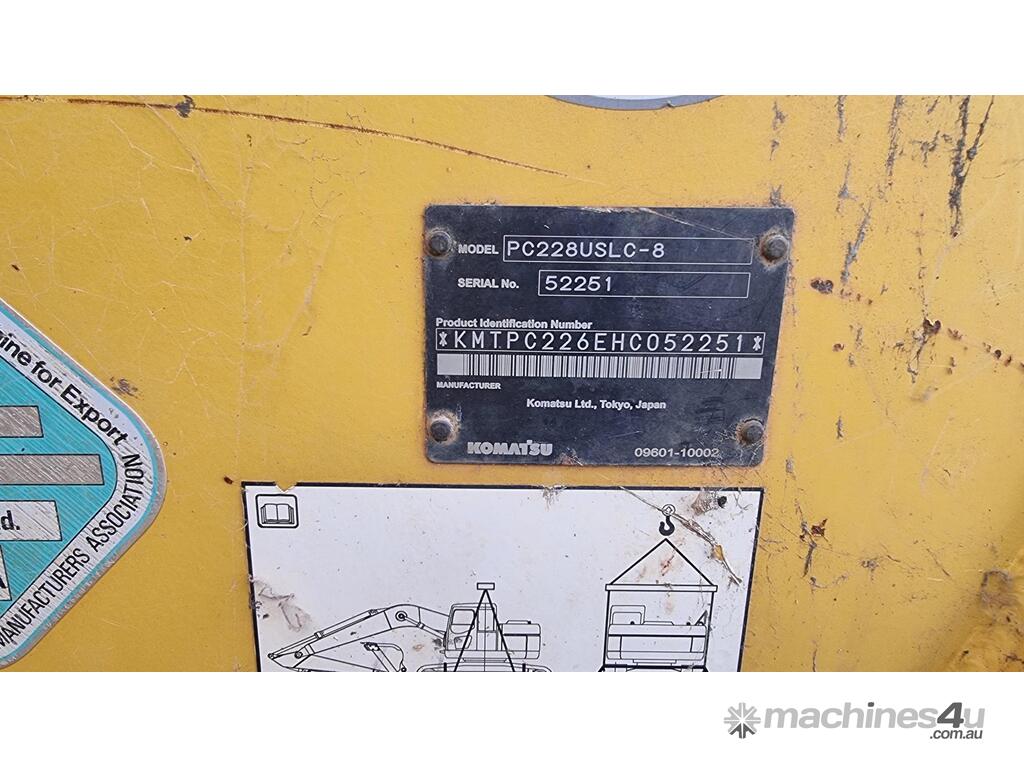 MODEL PC228USLC-8
SERIAL No. 52251
Product Identification Number
*KMTPC226EHC052251*
MANUFACTURER
Komatsu Ltd., Tokyo, Japan
KOMATSU 09601-10002
for Export
d.
MANUFACTURERS ASSOCIATION
machines4u
.com.au